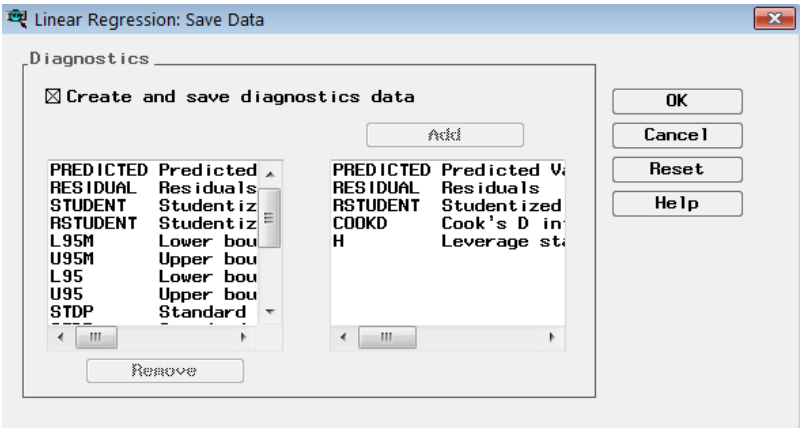 Linear Regression: Save Data
Diagnostics
Create and save diagnostics data
Add
PREDICTED Predicted
RESIDUAL Residuals
STUDENT Studentiz
RSTUDENT Studentiz
L95M Lower bou
U95M Upper bou
L95 Lower bou
U95 Upper bou
STDP Standard
Remove
PREDICTED Predicted Va
RESIDUAL Residuals
RSTUDENT Studentized
COOKD Cook's D in
H Leverage sta
OK
Cancel
Reset
Help